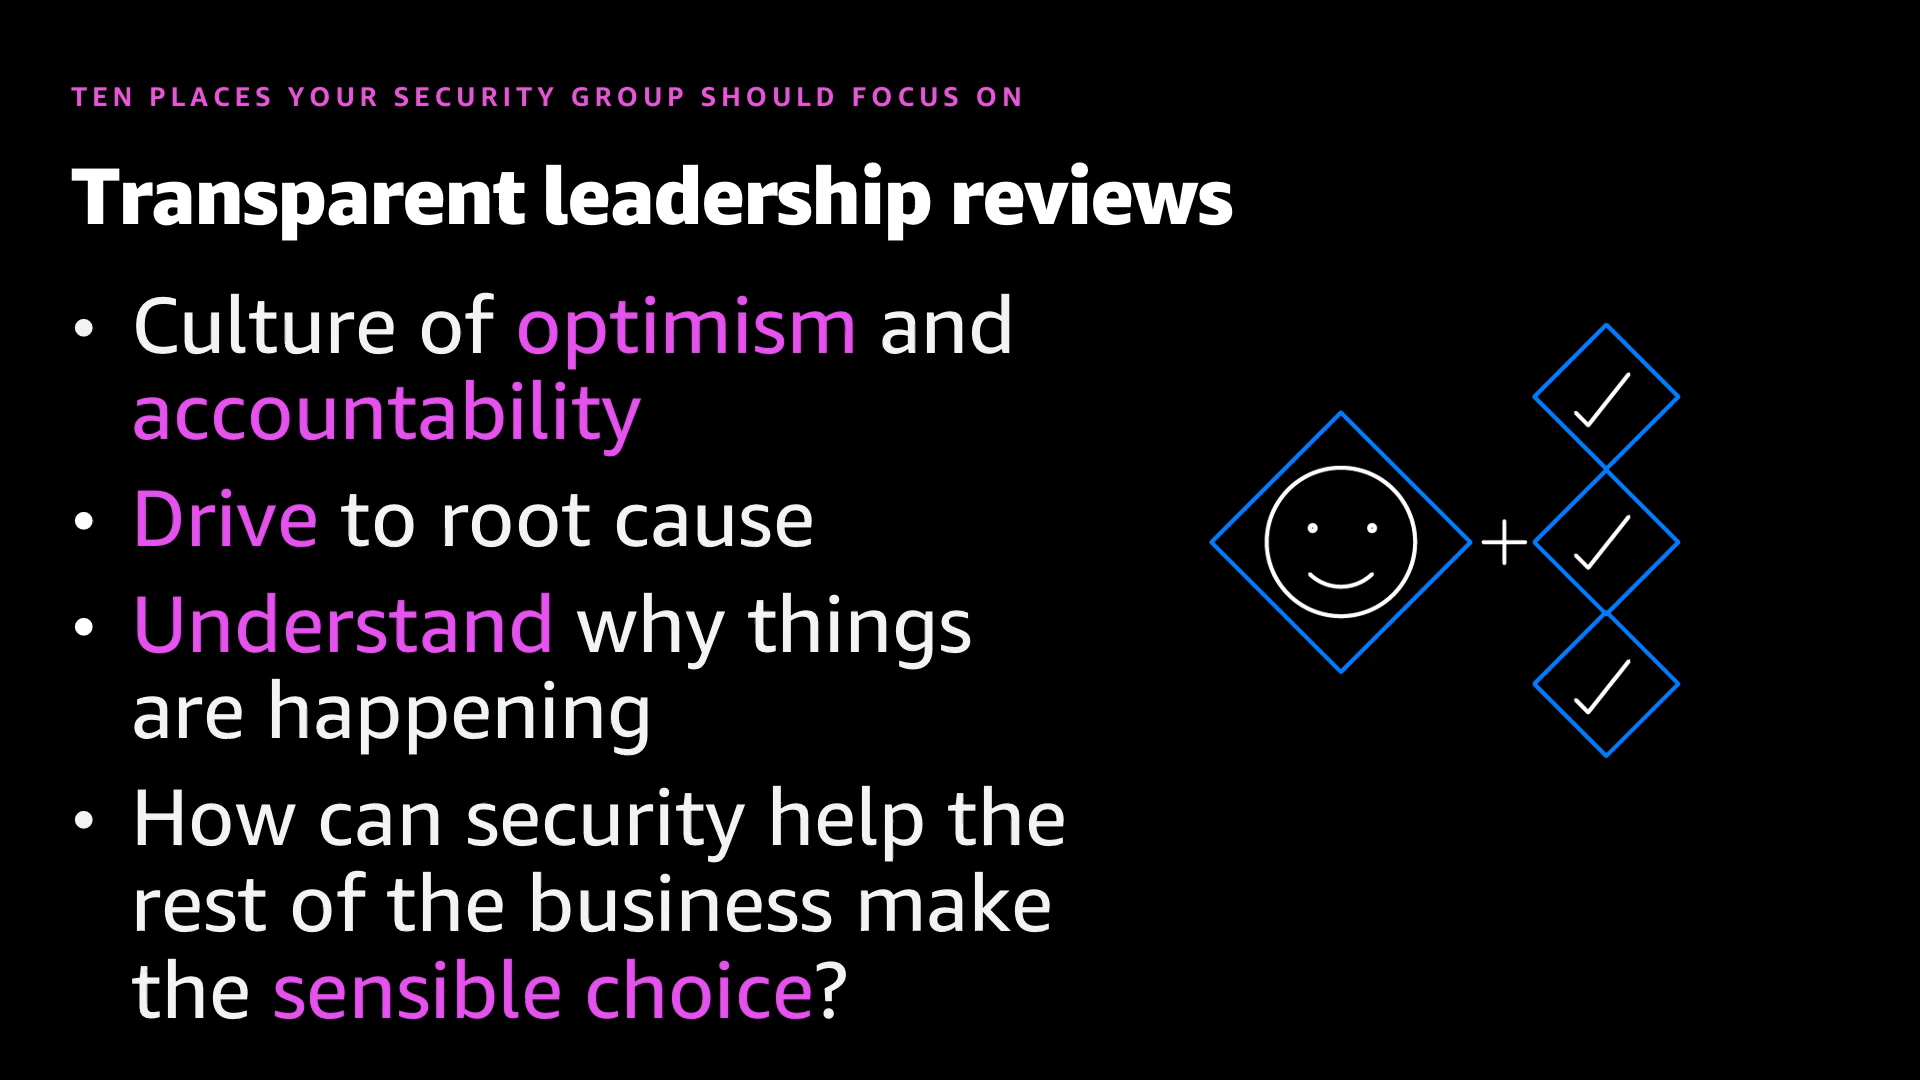 TEN PLACES YOUR SECURITY GROUP SHOULD FOCUS ON
Transparent leadership reviews
• Culture of optimism and
accountability
• Drive to root cause
• Understand why things
are happening
• How can security help the
rest of the business make
the sensible choice?